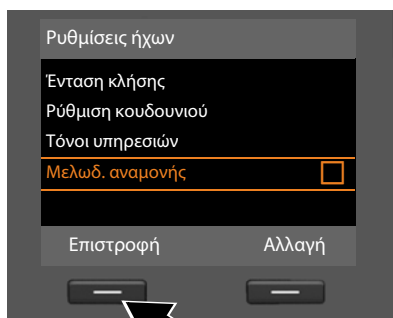 Ρυθμίσεις ήχων
Ένταση κλήσης
Ρύθμιση κουδουνιού
Τόνοι υπηρεσιών
Μελωδ. αναμονής
Επιστροφή Αλλαγή